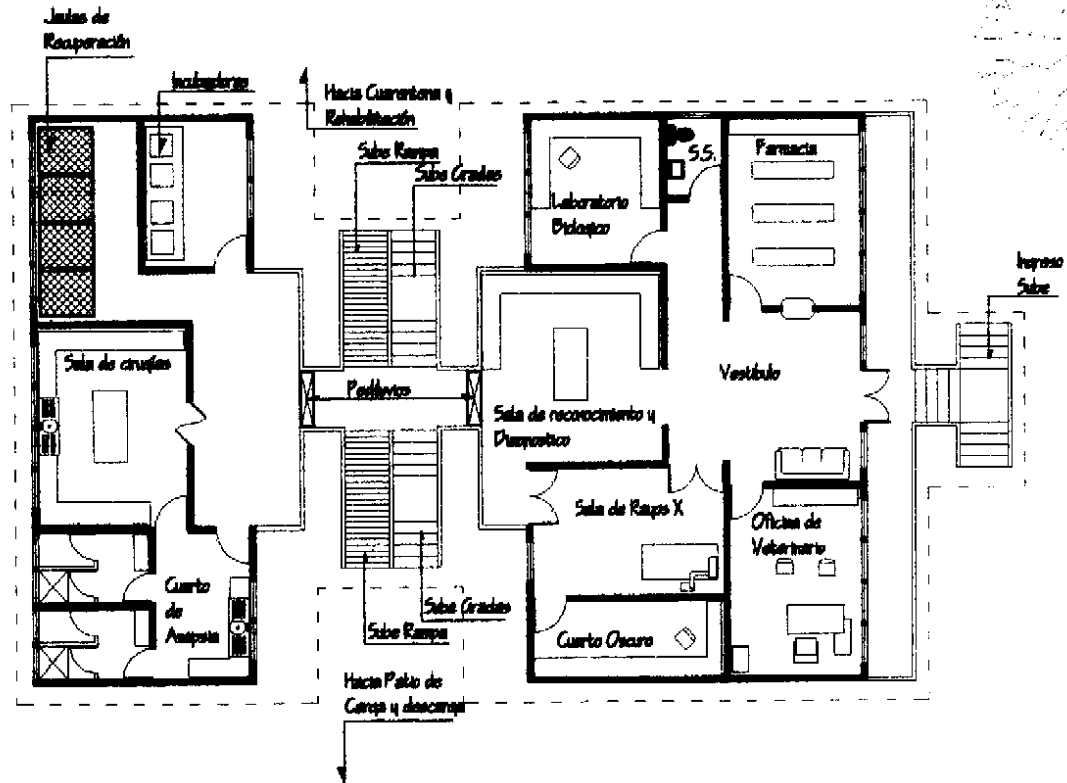 Jaulas de
Recuperación
Incubadoras
Hacia Cuarentena y
Rehabilitación
Sube Rampa
Sube Gradas
S.S.
Farmacia
Laboratorio
Biologico
Ingreso
Sube
Sala de cirugías
Pediluvios
Vestíbulo
Sala de reconocimiento y
Diagnostico
Sala de Rayos X
Oficina de
Veterinario
Cuarto
de
Asepsia
Sube Gradas
Sube Rampa
Cuarto Oscuro
Hacia Patio de
Carga y descarga